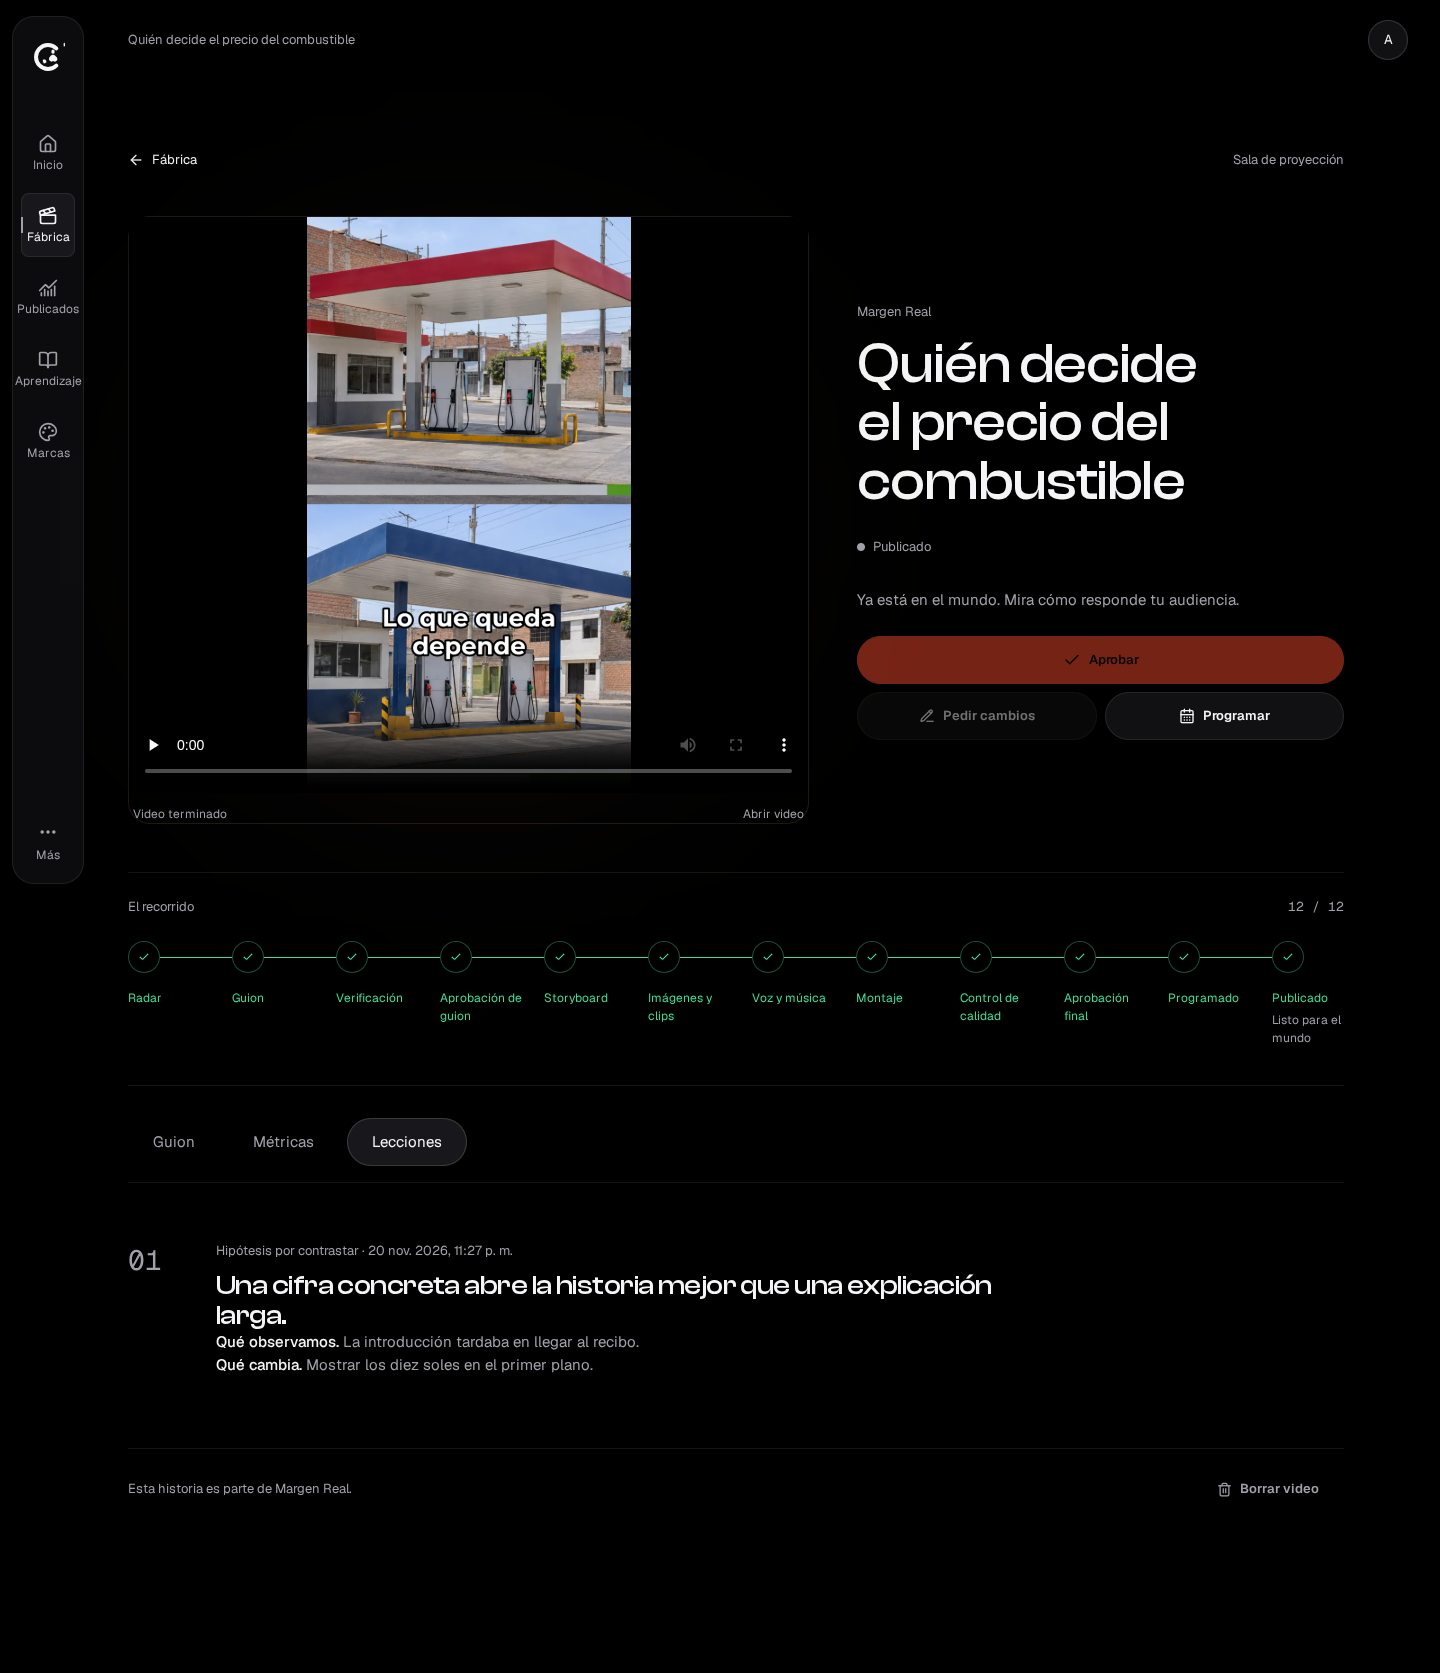 Quién decide el precio del combustible
A
Inicio
Fábrica
Publicados
Aprendizaje
Marcas
Más
Fábrica
Sala de proyección
Lo que queda
depende
0:00
Video terminado
Abrir video
Margen Real
Quién decide
el precio del
combustible
Publicado
Ya está en el mundo. Mira cómo responde tu audiencia.
Aprobar
Pedir cambios
Programar
El recorrido
12 / 12
Radar
Guion
Verificación
Aprobación de
guion
Storyboard
Imágenes y
clips
Voz y música
Montaje
Control de
calidad
Aprobación
final
Programado
Publicado
Listo para el
mundo
Guion
Métricas
Lecciones
01
Hipótesis por contrastar · 20 nov. 2026, 11:27 p. m.
Una cifra concreta abre la historia mejor que una explicación
larga.
Qué observamos. La introducción tardaba en llegar al recibo.
Qué cambia. Mostrar los diez soles en el primer plano.
Esta historia es parte de Margen Real.
Borrar video